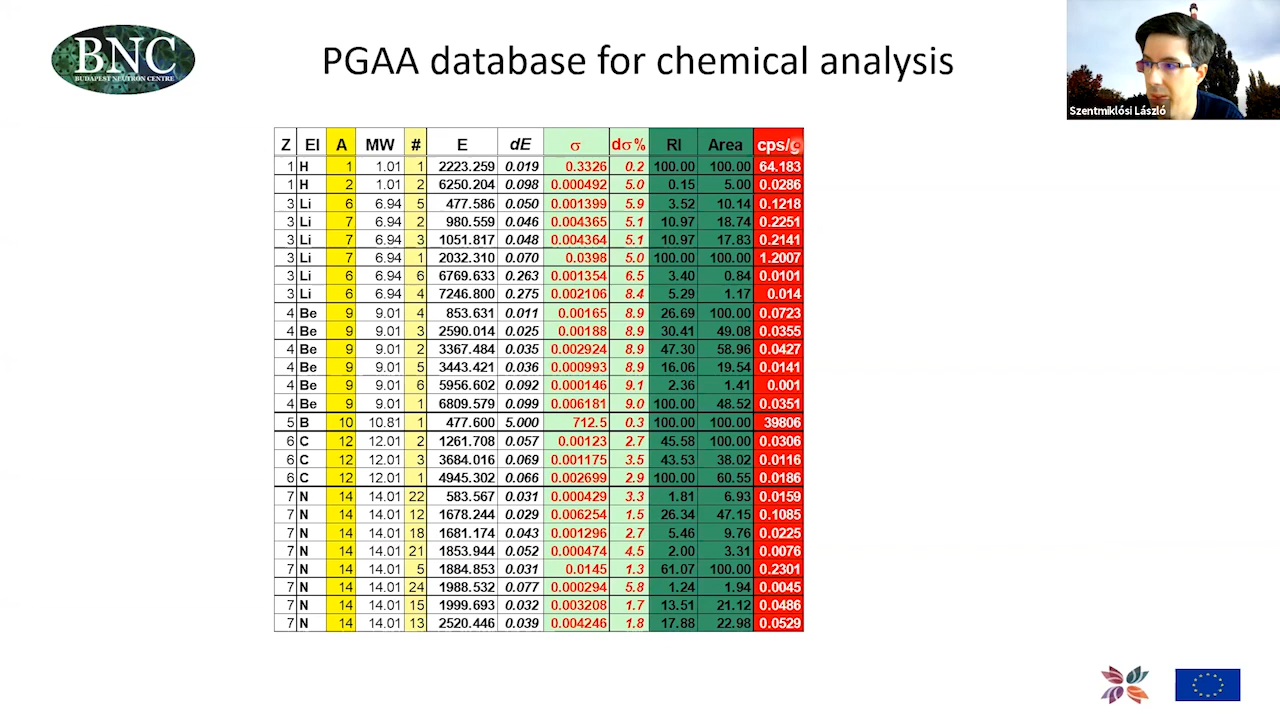 BNC
BUDAPEST NEUTRON CENTRE
PGAA database for chemical analysis
Szentmiklósi László
Z El A MW # E dE σ dσ% RI Area cps/g
1 H 1 1.01 1 2223.259 0.019 0.3326 0.2 100.00 100.00 64.183
1 H 2 1.01 2 6250.204 0.098 0.000492 5.0 0.15 5.00 0.0286
3 Li 6 6.94 5 477.586 0.050 0.001399 5.9 3.52 10.14 0.1218
3 Li 7 6.94 2 980.559 0.046 0.004365 5.1 10.97 18.74 0.2251
3 Li 7 6.94 3 1051.817 0.048 0.004364 5.1 10.97 17.83 0.2141
3 Li 7 6.94 1 2032.310 0.070 0.0398 5.0 100.00 100.00 1.2007
3 Li 6 6.94 6 6769.633 0.263 0.001354 6.5 3.40 0.84 0.0101
3 Li 6 6.94 4 7246.800 0.275 0.002106 8.4 5.29 1.17 0.014
4 Be 9 9.01 4 853.631 0.011 0.00165 8.9 26.69 100.00 0.0723
4 Be 9 9.01 3 2590.014 0.025 0.00188 8.9 30.41 49.08 0.0355
4 Be 9 9.01 2 3367.484 0.035 0.002924 8.9 47.30 58.96 0.0427
4 Be 9 9.01 5 3443.421 0.036 0.000993 8.9 16.06 19.54 0.0141
4 Be 9 9.01 6 5956.602 0.092 0.000146 9.1 2.36 1.41 0.001
4 Be 9 9.01 1 6809.579 0.099 0.006181 9.0 100.00 48.52 0.0351
5 B 10 10.81 1 477.600 5.000 712.5 0.3 100.00 100.00 39806
6 C 12 12.01 2 1261.708 0.057 0.00123 2.7 45.58 100.00 0.0306
6 C 12 12.01 3 3684.016 0.069 0.001175 3.5 43.53 38.02 0.0116
6 C 12 12.01 1 4945.302 0.066 0.002699 2.9 100.00 60.55 0.0186
7 N 14 14.01 22 583.567 0.031 0.000429 3.3 1.81 6.93 0.0159
7 N 14 14.01 12 1678.244 0.029 0.006254 1.5 26.34 47.15 0.1085
7 N 14 14.01 18 1681.174 0.043 0.001296 2.7 5.46 9.76 0.0225
7 N 14 14.01 21 1853.944 0.052 0.000474 4.5 2.00 3.31 0.0076
7 N 14 14.01 5 1884.853 0.031 0.0145 1.3 61.07 100.00 0.2301
7 N 14 14.01 24 1988.532 0.077 0.000294 5.8 1.24 1.94 0.0045
7 N 14 14.01 15 1999.693 0.032 0.003208 1.7 13.51 21.12 0.0486
7 N 14 14.01 13 2520.446 0.039 0.004246 1.8 17.88 22.98 0.0529